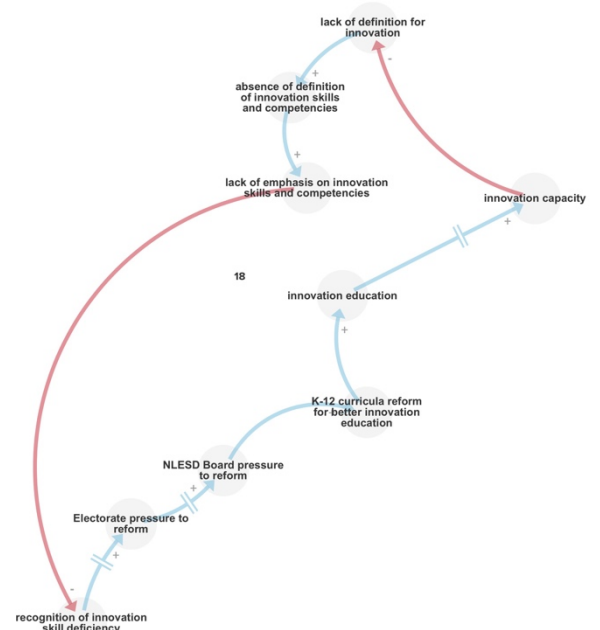 lack of definition for
innovation
-
+
absence of definition
of innovation skills
and competencies
+
lack of emphasis on innovation
skills and competencies
innovation capacity
+
18
innovation education
+
K-12 curricula reform
for better innovation
education
NLESD Board pressure
to reform
+
Electorate pressure to
reform
+
-
recognition of innovation
skill deficiency